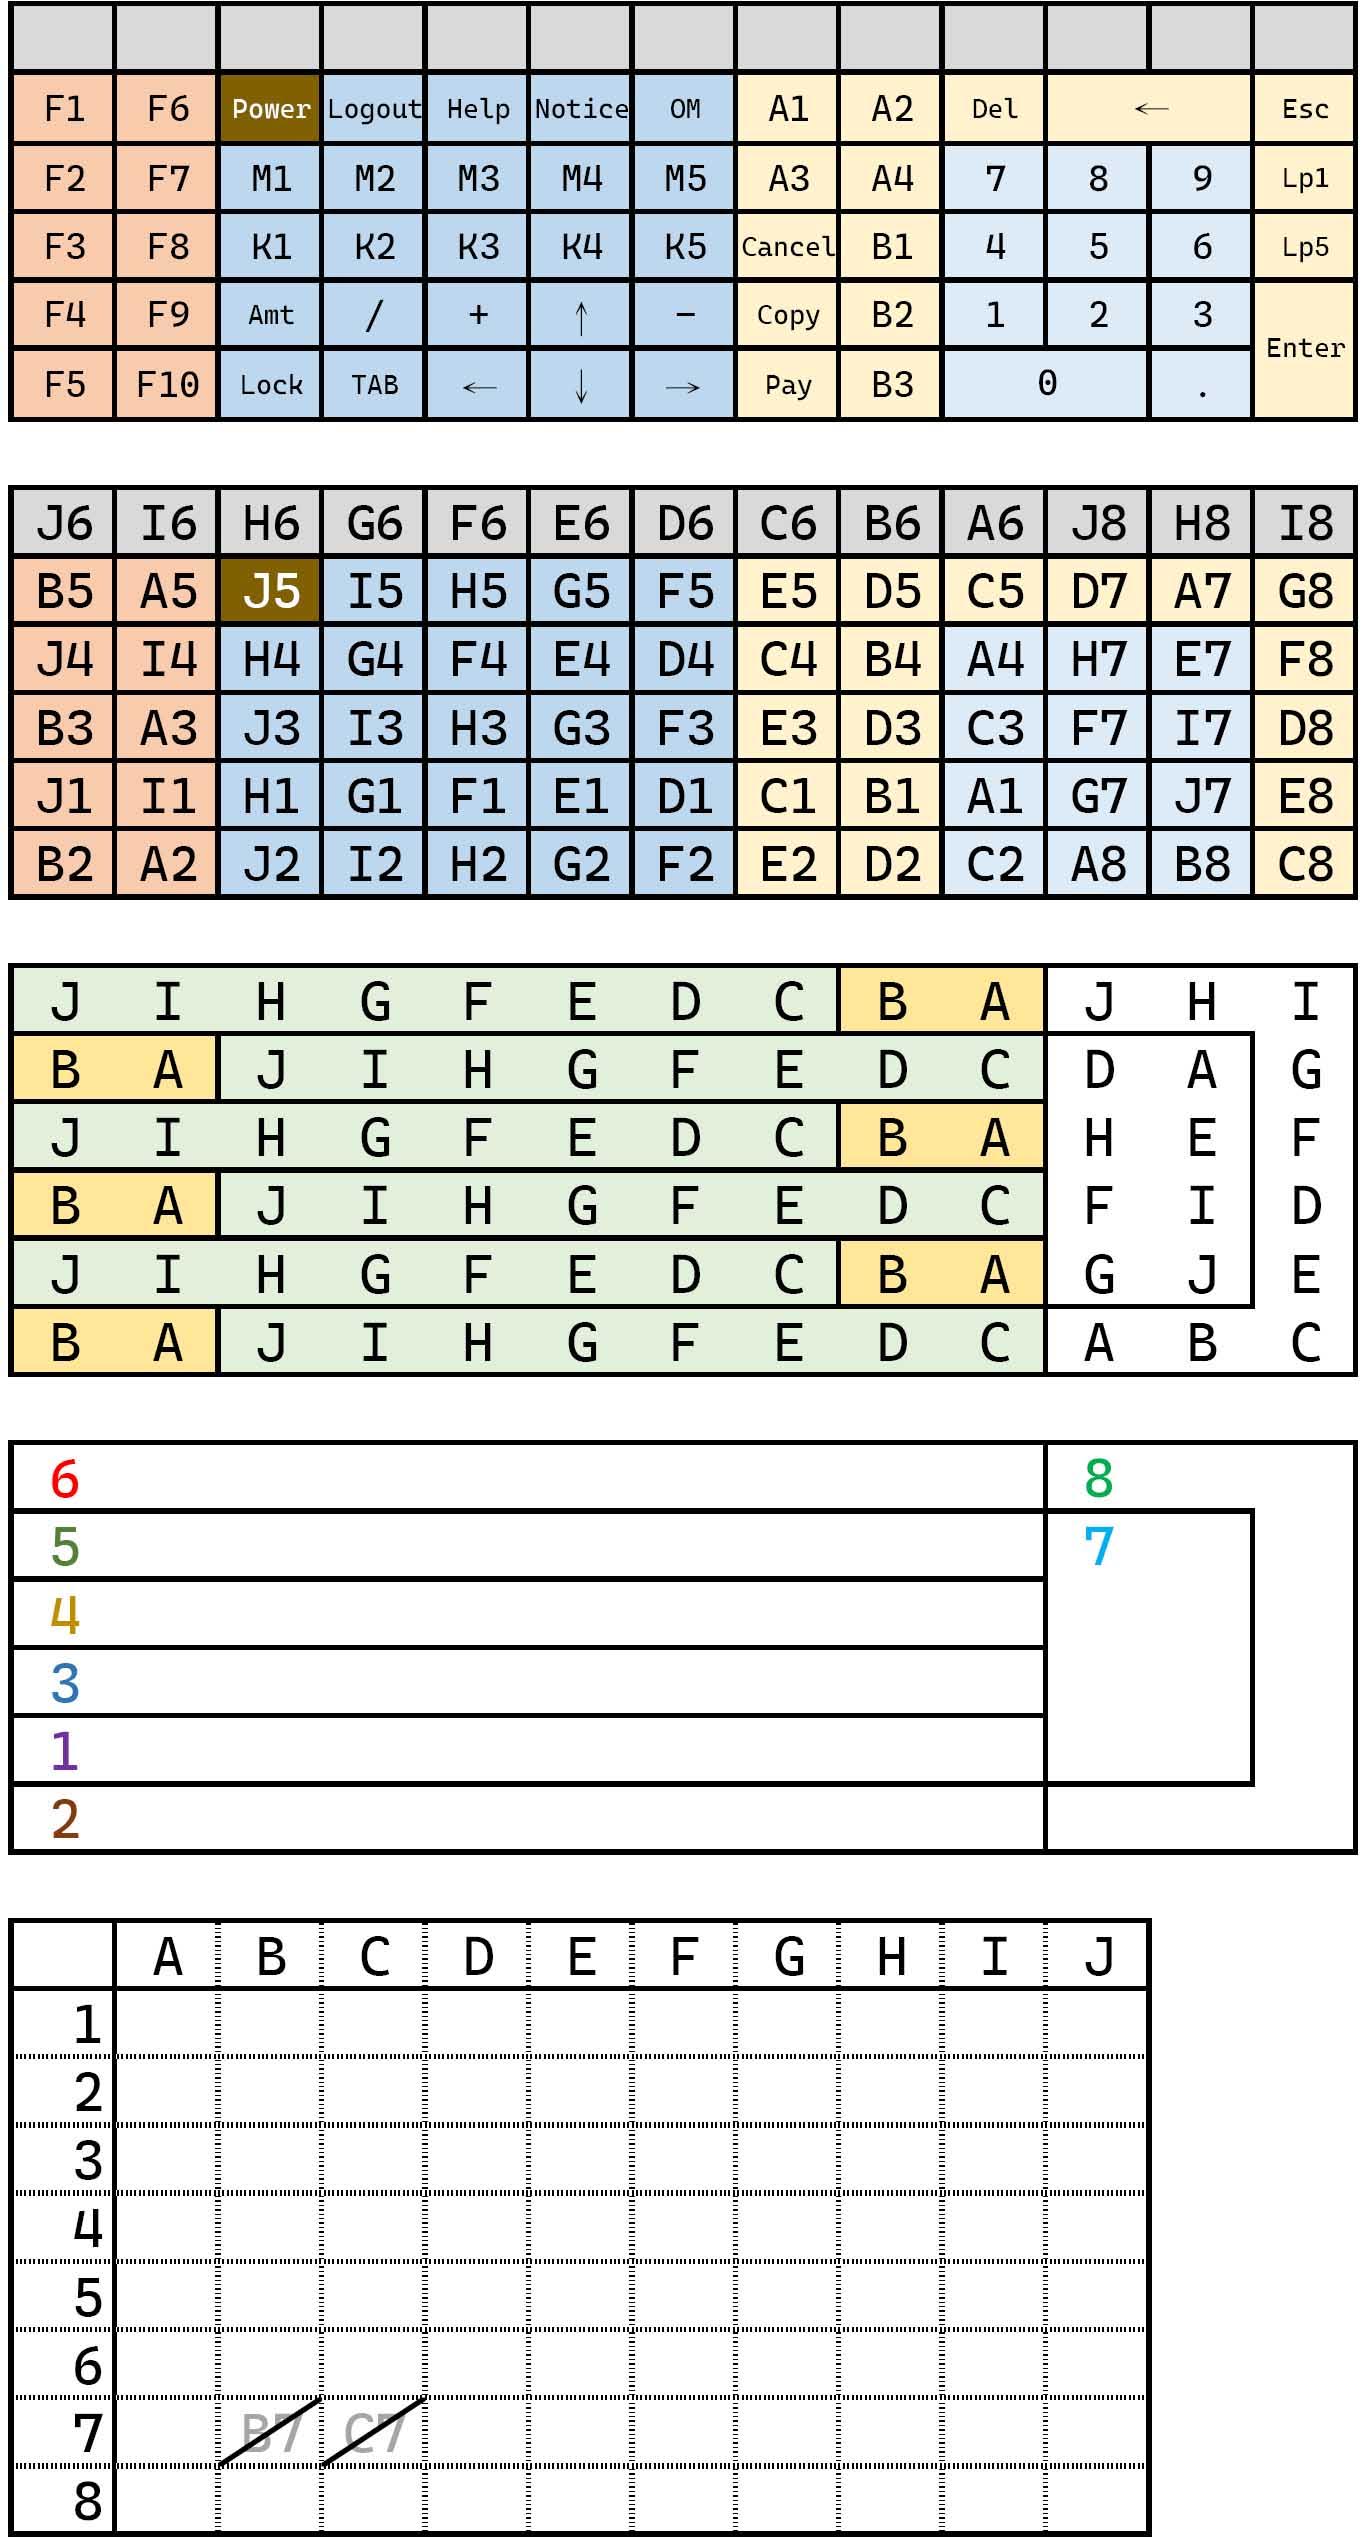 F1 F6 Power Logout Help Notice OM A1 A2 Del ← Esc
F2 F7 M1 M2 M3 M4 M5 A3 A4 7 8 9 Lp1
F3 F8 K1 K2 K3 K4 K5 Cancel B1 4 5 6 Lp5
F4 F9 Amt / + ↑ − Copy B2 1 2 3 Enter
F5 F10 Lock TAB ← ↓ → Pay B3 0 .
J6 I6 H6 G6 F6 E6 D6 C6 B6 A6 J8 H8 I8
B5 A5 J5 I5 H5 G5 F5 E5 D5 C5 D7 A7 G8
J4 I4 H4 G4 F4 E4 D4 C4 B4 A4 H7 E7 F8
B3 A3 J3 I3 H3 G3 F3 E3 D3 C3 F7 I7 D8
J1 I1 H1 G1 F1 E1 D1 C1 B1 A1 G7 J7 E8
B2 A2 J2 I2 H2 G2 F2 E2 D2 C2 A8 B8 C8
J I H G F E D C B A J H I
B A J I H G F E D C D A G
J I H G F E D C B A H E F
B A J I H G F E D C F I D
J I H G F E D C B A G J E
B A J I H G F E D C A B C
6 8
5 7
4
3
1
2
A B C D E F G H I J
1
2
3
4
5
6
7 B7 C7
8